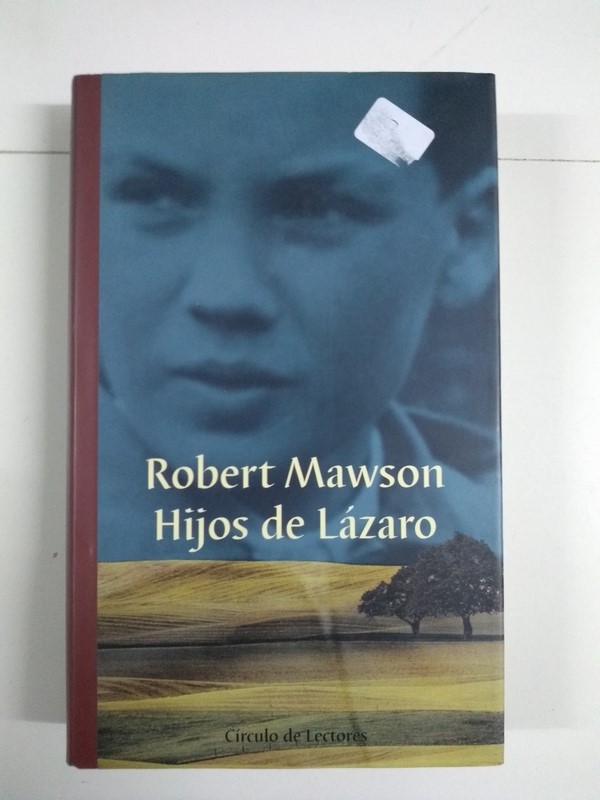 Robert Mawson
Hijos de Lázaro
Círculo de Lectores